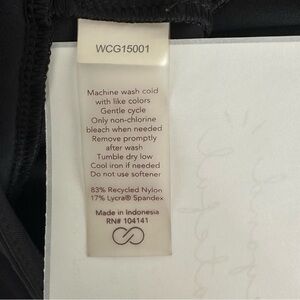 WCG15001
Machine wash cold
with like colors
Gentle cycle
Only non-chlorine
bleach when needed
Remove promptly
after wash
Tumble dry low
Cool iron if needed
Do not use softener
83% Recycled Nylon
17% Lycra® Spandex
Made in Indonesia
RN# 104141